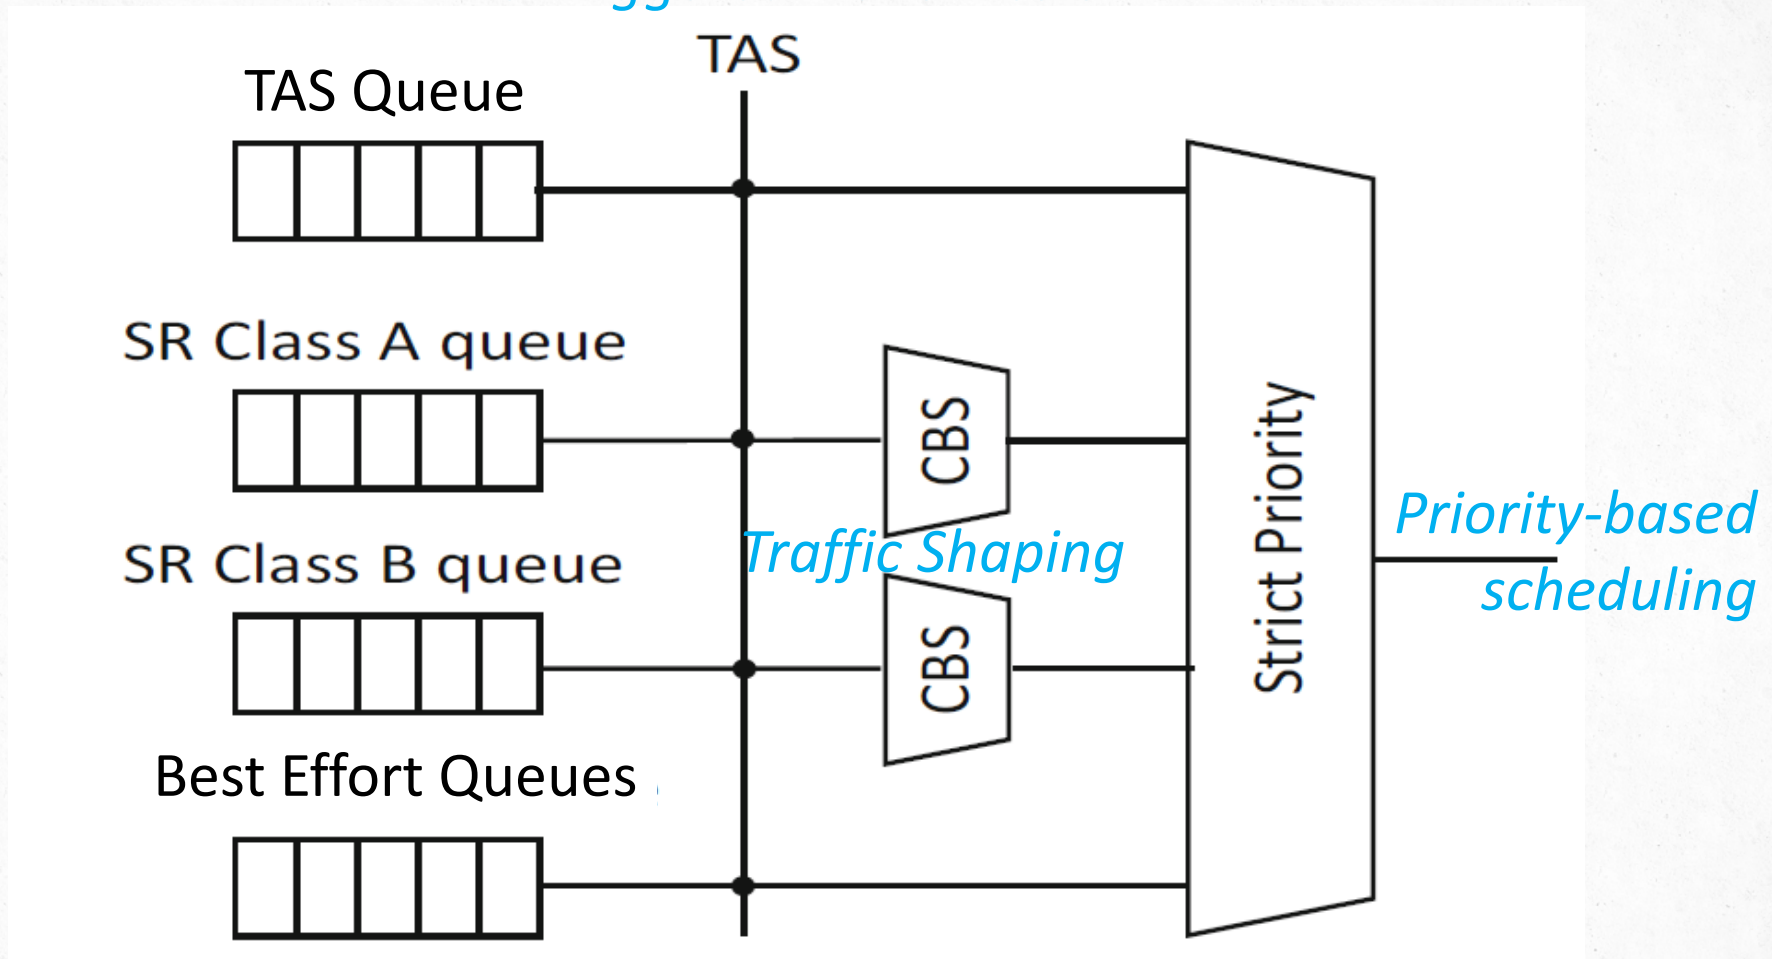 TAS
TAS Queue
SR Class A queue
CBS
Traffic Shaping
SR Class B queue
CBS
Strict Priority
Priority-based
scheduling
Best Effort Queues